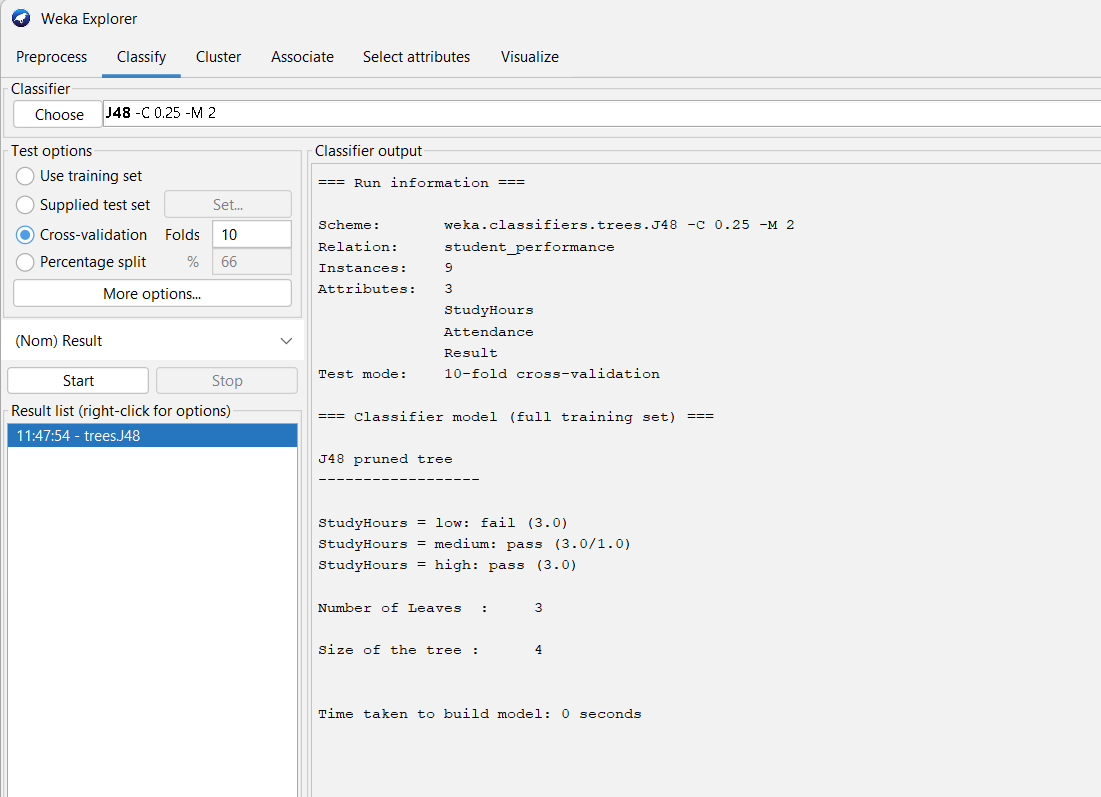 Weka Explorer
Preprocess Classify Cluster Associate Select attributes Visualize
Classifier
Choose J48 -C 0.25 -M 2
Test options
Use training set
Supplied test set Set...
Cross-validation Folds 10
Percentage split % 66
More options...
(Nom) Result
Start Stop
Result list (right-click for options)
11:47:54 - trees.J48
Classifier output
=== Run information ===
Scheme: weka.classifiers.trees.J48 -C 0.25 -M 2
Relation: student_performance
Instances: 9
Attributes: 3
StudyHours
Attendance
Result
Test mode: 10-fold cross-validation
=== Classifier model (full training set) ===
J48 pruned tree
------------------
StudyHours = low: fail (3.0)
StudyHours = medium: pass (3.0/1.0)
StudyHours = high: pass (3.0)
Number of Leaves : 3
Size of the tree : 4
Time taken to build model: 0 seconds